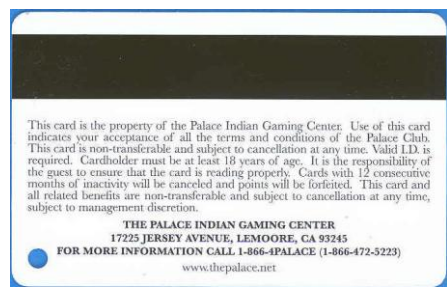 This card is the property of the Palace Indian Gaming Center. Use of this card
indicates your acceptance of all the terms and conditions of the Palace Club.
This card is non-transferable and subject to cancellation at any time. Valid I.D. is
required. Cardholder must be at least 18 years of age. It is the responsibility of
the guest to ensure that the card is reading properly. Cards with 12 consecutive
months of inactivity will be canceled and points will be forfeited. This card and
all related benefits are non-transferable and subject to cancellation at any time,
subject to management discretion.
THE PALACE INDIAN GAMING CENTER
17225 JERSEY AVENUE, LEMOORE, CA 93245
FOR MORE INFORMATION CALL 1-866-4PALACE (1-866-472-5223)
www.thepalace.net